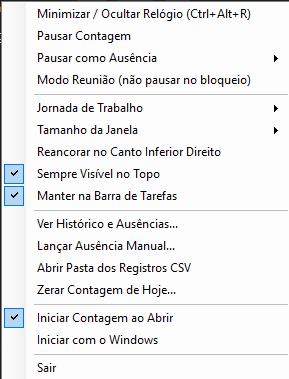 Minimizar / Ocultar Relógio (Ctrl+Alt+R)
Pausar Contagem
Pausar como Ausência
Modo Reunião (não pausar no bloqueio)
Jornada de Trabalho
Tamanho da Janela
Reancorar no Canto Inferior Direito
Sempre Visível no Topo
Manter na Barra de Tarefas
Ver Histórico e Ausências...
Lançar Ausência Manual...
Abrir Pasta dos Registros CSV
Zerar Contagem de Hoje...
Iniciar Contagem ao Abrir
Iniciar com o Windows
Sair